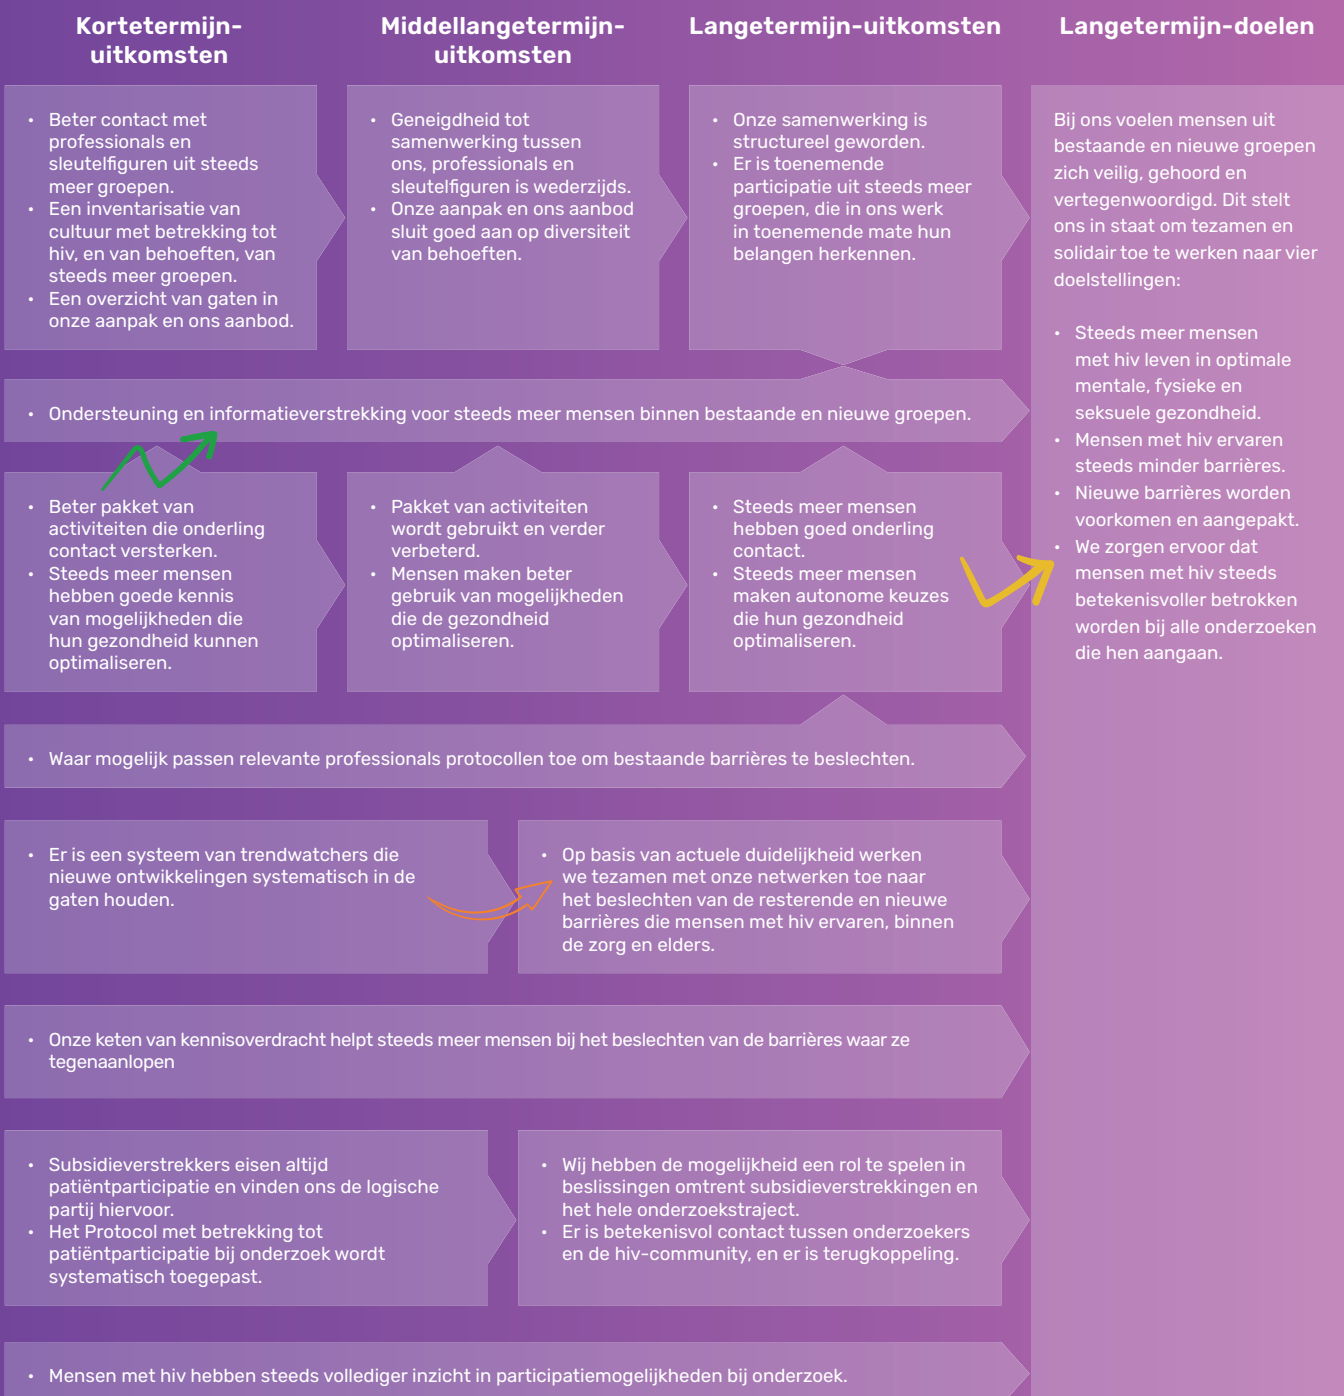 Kortetermijn-
uitkomsten
Middellangetermijn-
uitkomsten
Langetermijn-uitkomsten
Langetermijn-doelen
• Beter contact met
professionals en
sleutelfiguren uit steeds
meer groepen.
• Een inventarisatie van
cultuur met betrekking tot
hiv, en van behoeften, van
steeds meer groepen.
• Een overzicht van gaten in
onze aanpak en ons aanbod.
• Geneigdheid tot
samenwerking tussen
ons, professionals en
sleutelfiguren is wederzijds.
• Onze aanpak en ons aanbod
sluit goed aan op diversiteit
van behoeften.
• Onze samenwerking is
structureel geworden.
• Er is toenemende
participatie uit steeds meer
groepen, die in ons werk
in toenemende mate hun
belangen herkennen.
Bij ons voelen mensen uit
bestaande en nieuwe groepen
zich veilig, gehoord en
vertegenwoordigd. Dit stelt
ons in staat om tezamen en
solidair toe te werken naar vier
doelstellingen:
• Steeds meer mensen
met hiv leven in optimale
mentale, fysieke en
seksuele gezondheid.
• Mensen met hiv ervaren
steeds minder barrières.
• Nieuwe barrières worden
voorkomen en aangepakt.
• We zorgen ervoor dat
mensen met hiv steeds
betekenisvoller betrokken
worden bij alle onderzoeken
die hen aangaan.
• Ondersteuning en informatieverstrekking voor steeds meer mensen binnen bestaande en nieuwe groepen.
• Beter pakket van
activiteiten die onderling
contact versterken.
• Steeds meer mensen
hebben goede kennis
van mogelijkheden die
hun gezondheid kunnen
optimaliseren.
• Pakket van activiteiten
wordt gebruikt en verder
verbeterd.
• Mensen maken beter
gebruik van mogelijkheden
die de gezondheid
optimaliseren.
• Steeds meer mensen
hebben goed onderling
contact.
• Steeds meer mensen
maken autonome keuzes
die hun gezondheid
optimaliseren.
• Waar mogelijk passen relevante professionals protocollen toe om bestaande barrières te beslechten.
• Er is een systeem van trendwatchers die
nieuwe ontwikkelingen systematisch in de
gaten houden.
• Op basis van actuele duidelijkheid werken
we tezamen met onze netwerken toe naar
het beslechten van de resterende en nieuwe
barrières die mensen met hiv ervaren, binnen
de zorg en elders.
• Onze keten van kennisoverdracht helpt steeds meer mensen bij het beslechten van de barrières waar ze
tegenaanlopen
• Subsidieverstrekkers eisen altijd
patiëntparticipatie en vinden ons de logische
partij hiervoor.
• Het Protocol met betrekking tot
patiëntparticipatie bij onderzoek wordt
systematisch toegepast.
• Wij hebben de mogelijkheid een rol te spelen in
beslissingen omtrent subsidieverstrekkingen en
het hele onderzoekstraject.
• Er is betekenisvol contact tussen onderzoekers
en de hiv-community, en er is terugkoppeling.
• Mensen met hiv hebben steeds vollediger inzicht in participatiemogelijkheden bij onderzoek.